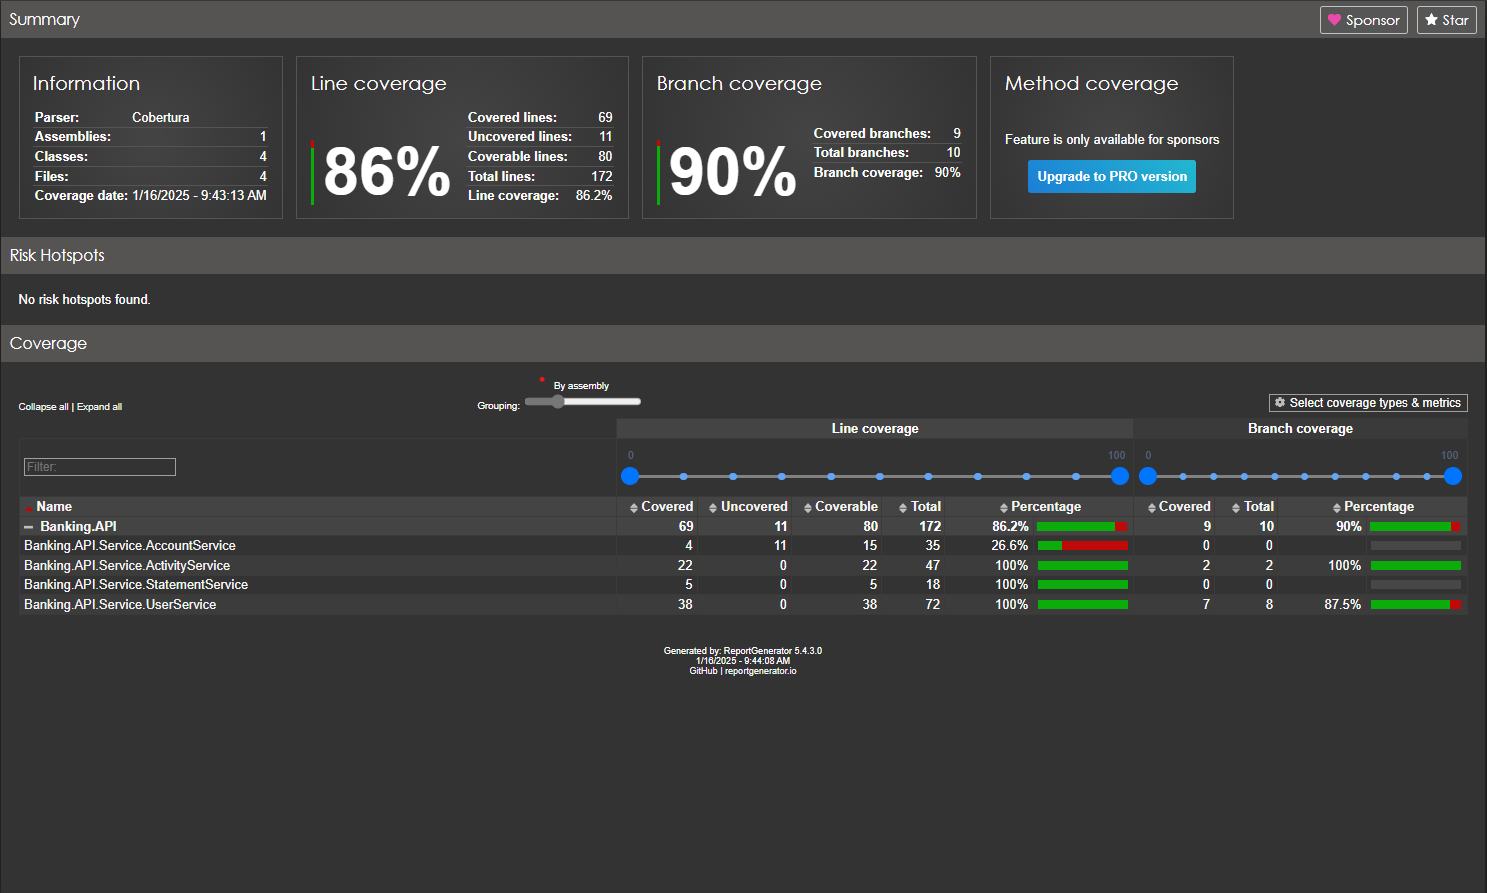 Summary
Sponsor
Star
Information
Parser: Cobertura
Assemblies: 1
Classes: 4
Files: 4
Coverage date: 1/16/2025 - 9:43:13 AM
Line coverage
86%
Covered lines: 69
Uncovered lines: 11
Coverable lines: 80
Total lines: 172
Line coverage: 86.2%
Branch coverage
90%
Covered branches: 9
Total branches: 10
Branch coverage: 90%
Method coverage
Feature is only available for sponsors
Upgrade to PRO version
Risk Hotspots
No risk hotspots found.
Coverage
Collapse all | Expand all
By assembly
Grouping:
Select coverage types & metrics
Line coverage Branch coverage
0 100 0 100
Filter:
Name Covered Uncovered Coverable Total Percentage Covered Total Percentage
Banking.API 69 11 80 172 86.2% 9 10 90%
Banking.API.Service.AccountService 4 11 15 35 26.6% 0 0
Banking.API.Service.ActivityService 22 0 22 47 100% 2 2 100%
Banking.API.Service.StatementService 5 0 5 18 100% 0 0
Banking.API.Service.UserService 38 0 38 72 100% 7 8 87.5%
Generated by: ReportGenerator 5.4.3.0
1/16/2025 - 9:44:08 AM
GitHub | reportgenerator.io